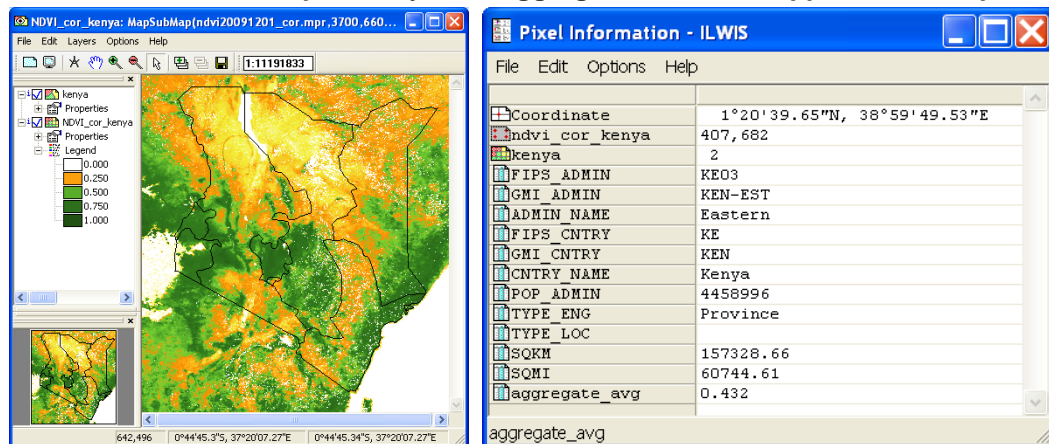 NDVI_cor_kenya: MapSubMap(ndvi20091201_cor.mpr,3700,660...
File Edit Layers Options Help
1:11191833
kenya
Properties
NDVI_cor_kenya
Properties
Legend
0.000
0.250
0.500
0.750
1.000
642,496 0°44'45.3"S, 37°20'07.27"E 0°44'45.34"S, 37°20'07.27"E
Pixel Information - ILWIS
File Edit Options Help
Coordinate 1°20'39.65"N, 38°59'49.53"E
ndvi_cor_kenya 407,682
kenya 2
FIPS_ADMIN KE03
GMI_ADMIN KEN-EST
ADMIN_NAME Eastern
FIPS_CNTRY KE
GMI_CNTRY KEN
CNTRY_NAME Kenya
POP_ADMIN 4458996
TYPE_ENG Province
TYPE_LOC
SQKM 157328.66
SQMI 60744.61
aggregate_avg 0.432
aggregate_avg